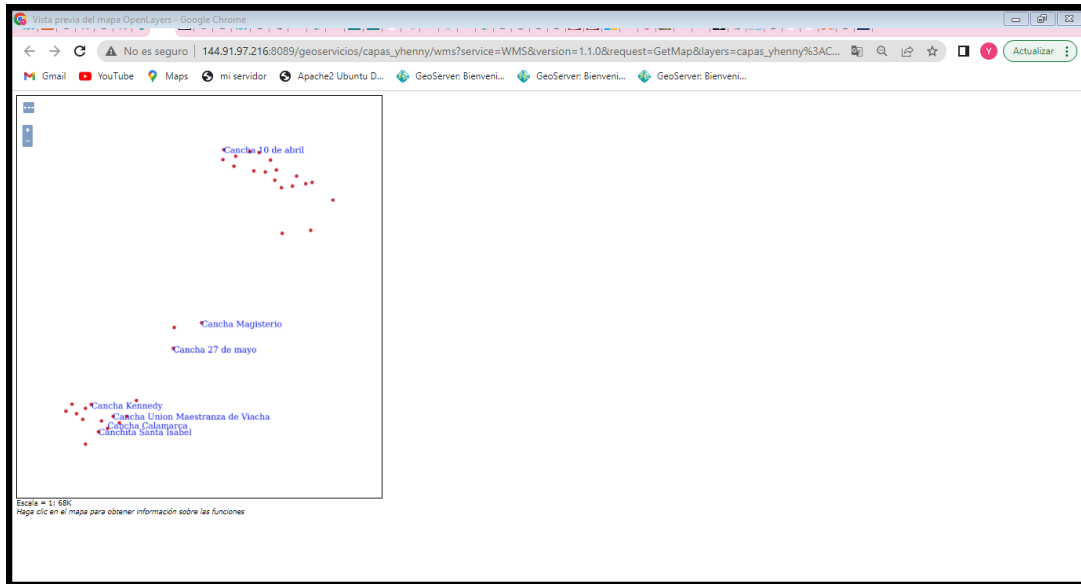 Vista previa del mapa OpenLayers - Google Chrome
No es seguro | 144.91.97.216:8089/geoservicios/capas_yhenny/wms?service=WMS&version=1.1.0&request=GetMap&layers=capas_yhenny%3AC... Y Actualizar
Gmail YouTube Maps mi servidor Apache2 Ubuntu D... GeoServer: Bienveni... GeoServer: Bienveni... GeoServer: Bienveni...
+
−
Cancha 10 de abril
Cancha Magisterio
Cancha 27 de mayo
Cancha Kennedy
Cancha Union Maestranza de Viacha
Cancha Calamarca
Canchita Santa Isabel
Escala = 1: 68K
Haga clic en el mapa para obtener información sobre las funciones